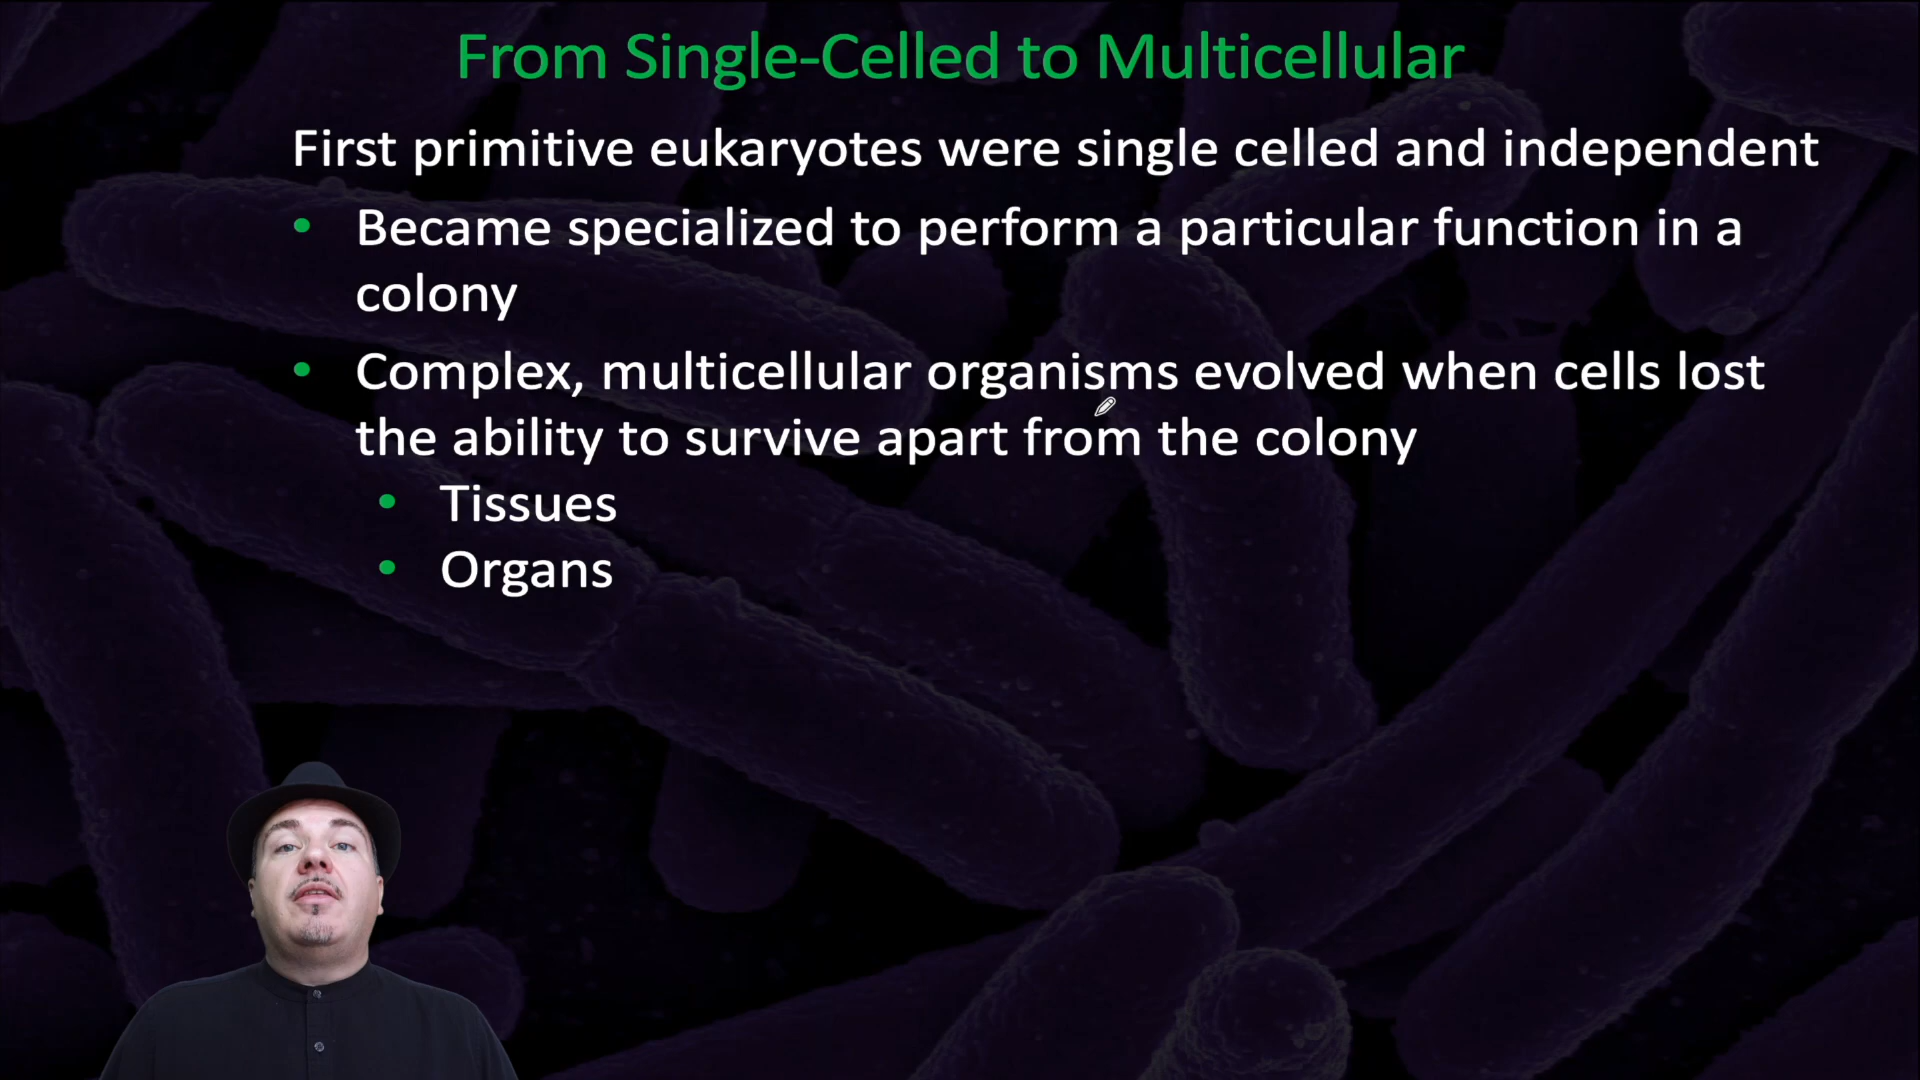 From Single-Celled to Multicellular
First primitive eukaryotes were single celled and independent
• Became specialized to perform a particular function in a
colony
• Complex, multicellular organisms evolved when cells lost
the ability to survive apart from the colony
• Tissues
• Organs